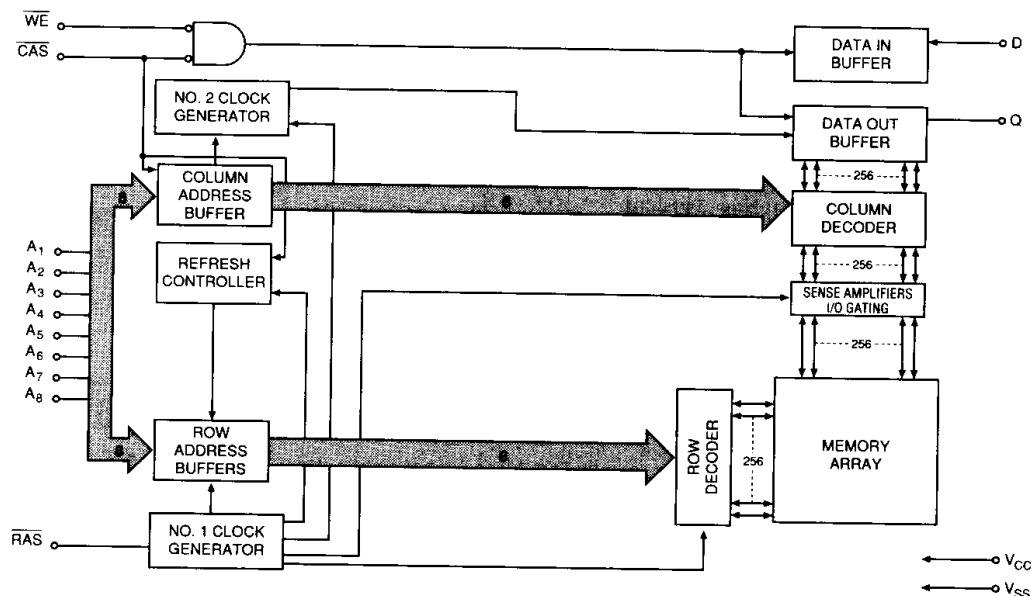 WE
CAS
NO. 2 CLOCK
GENERATOR
DATA IN
BUFFER
D
DATA OUT
BUFFER
Q
256
8
COLUMN
ADDRESS
BUFFER
8
COLUMN
DECODER
256
A1
A2
A3
A4
A5
A6
A7
A8
REFRESH
CONTROLLER
SENSE AMPLIFIERS
I/O GATING
256
8
ROW
ADDRESS
BUFFERS
8
ROW
DECODER
256
MEMORY
ARRAY
RAS
NO. 1 CLOCK
GENERATOR
VCC
VSS